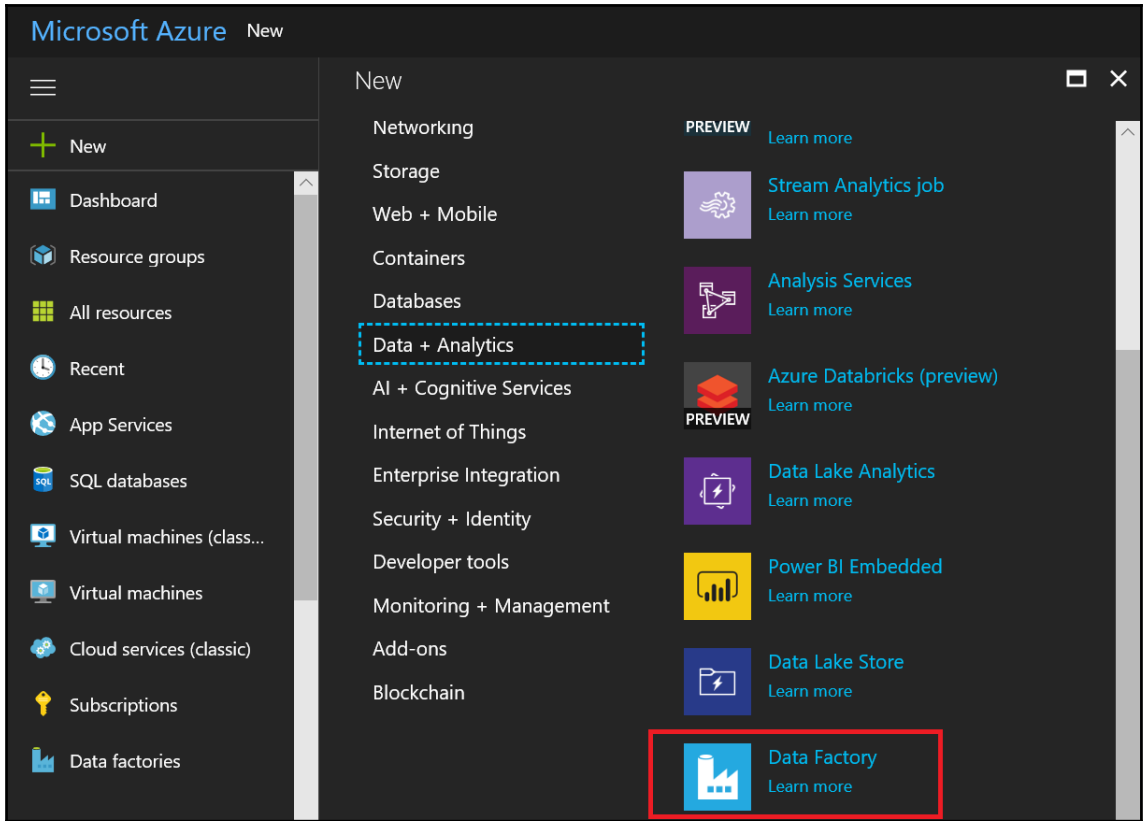 Microsoft Azure New
New
New
Dashboard
Resource groups
All resources
Recent
App Services
SQL databases
Virtual machines (class...
Virtual machines
Cloud services (classic)
Subscriptions
Data factories
Networking
Storage
Web + Mobile
Containers
Databases
Data + Analytics
AI + Cognitive Services
Internet of Things
Enterprise Integration
Security + Identity
Developer tools
Monitoring + Management
Add-ons
Blockchain
PREVIEW
Learn more
Stream Analytics job
Learn more
Analysis Services
Learn more
Azure Databricks (preview)
Learn more
PREVIEW
Data Lake Analytics
Learn more
Power BI Embedded
Learn more
Data Lake Store
Learn more
Data Factory
Learn more
SQL